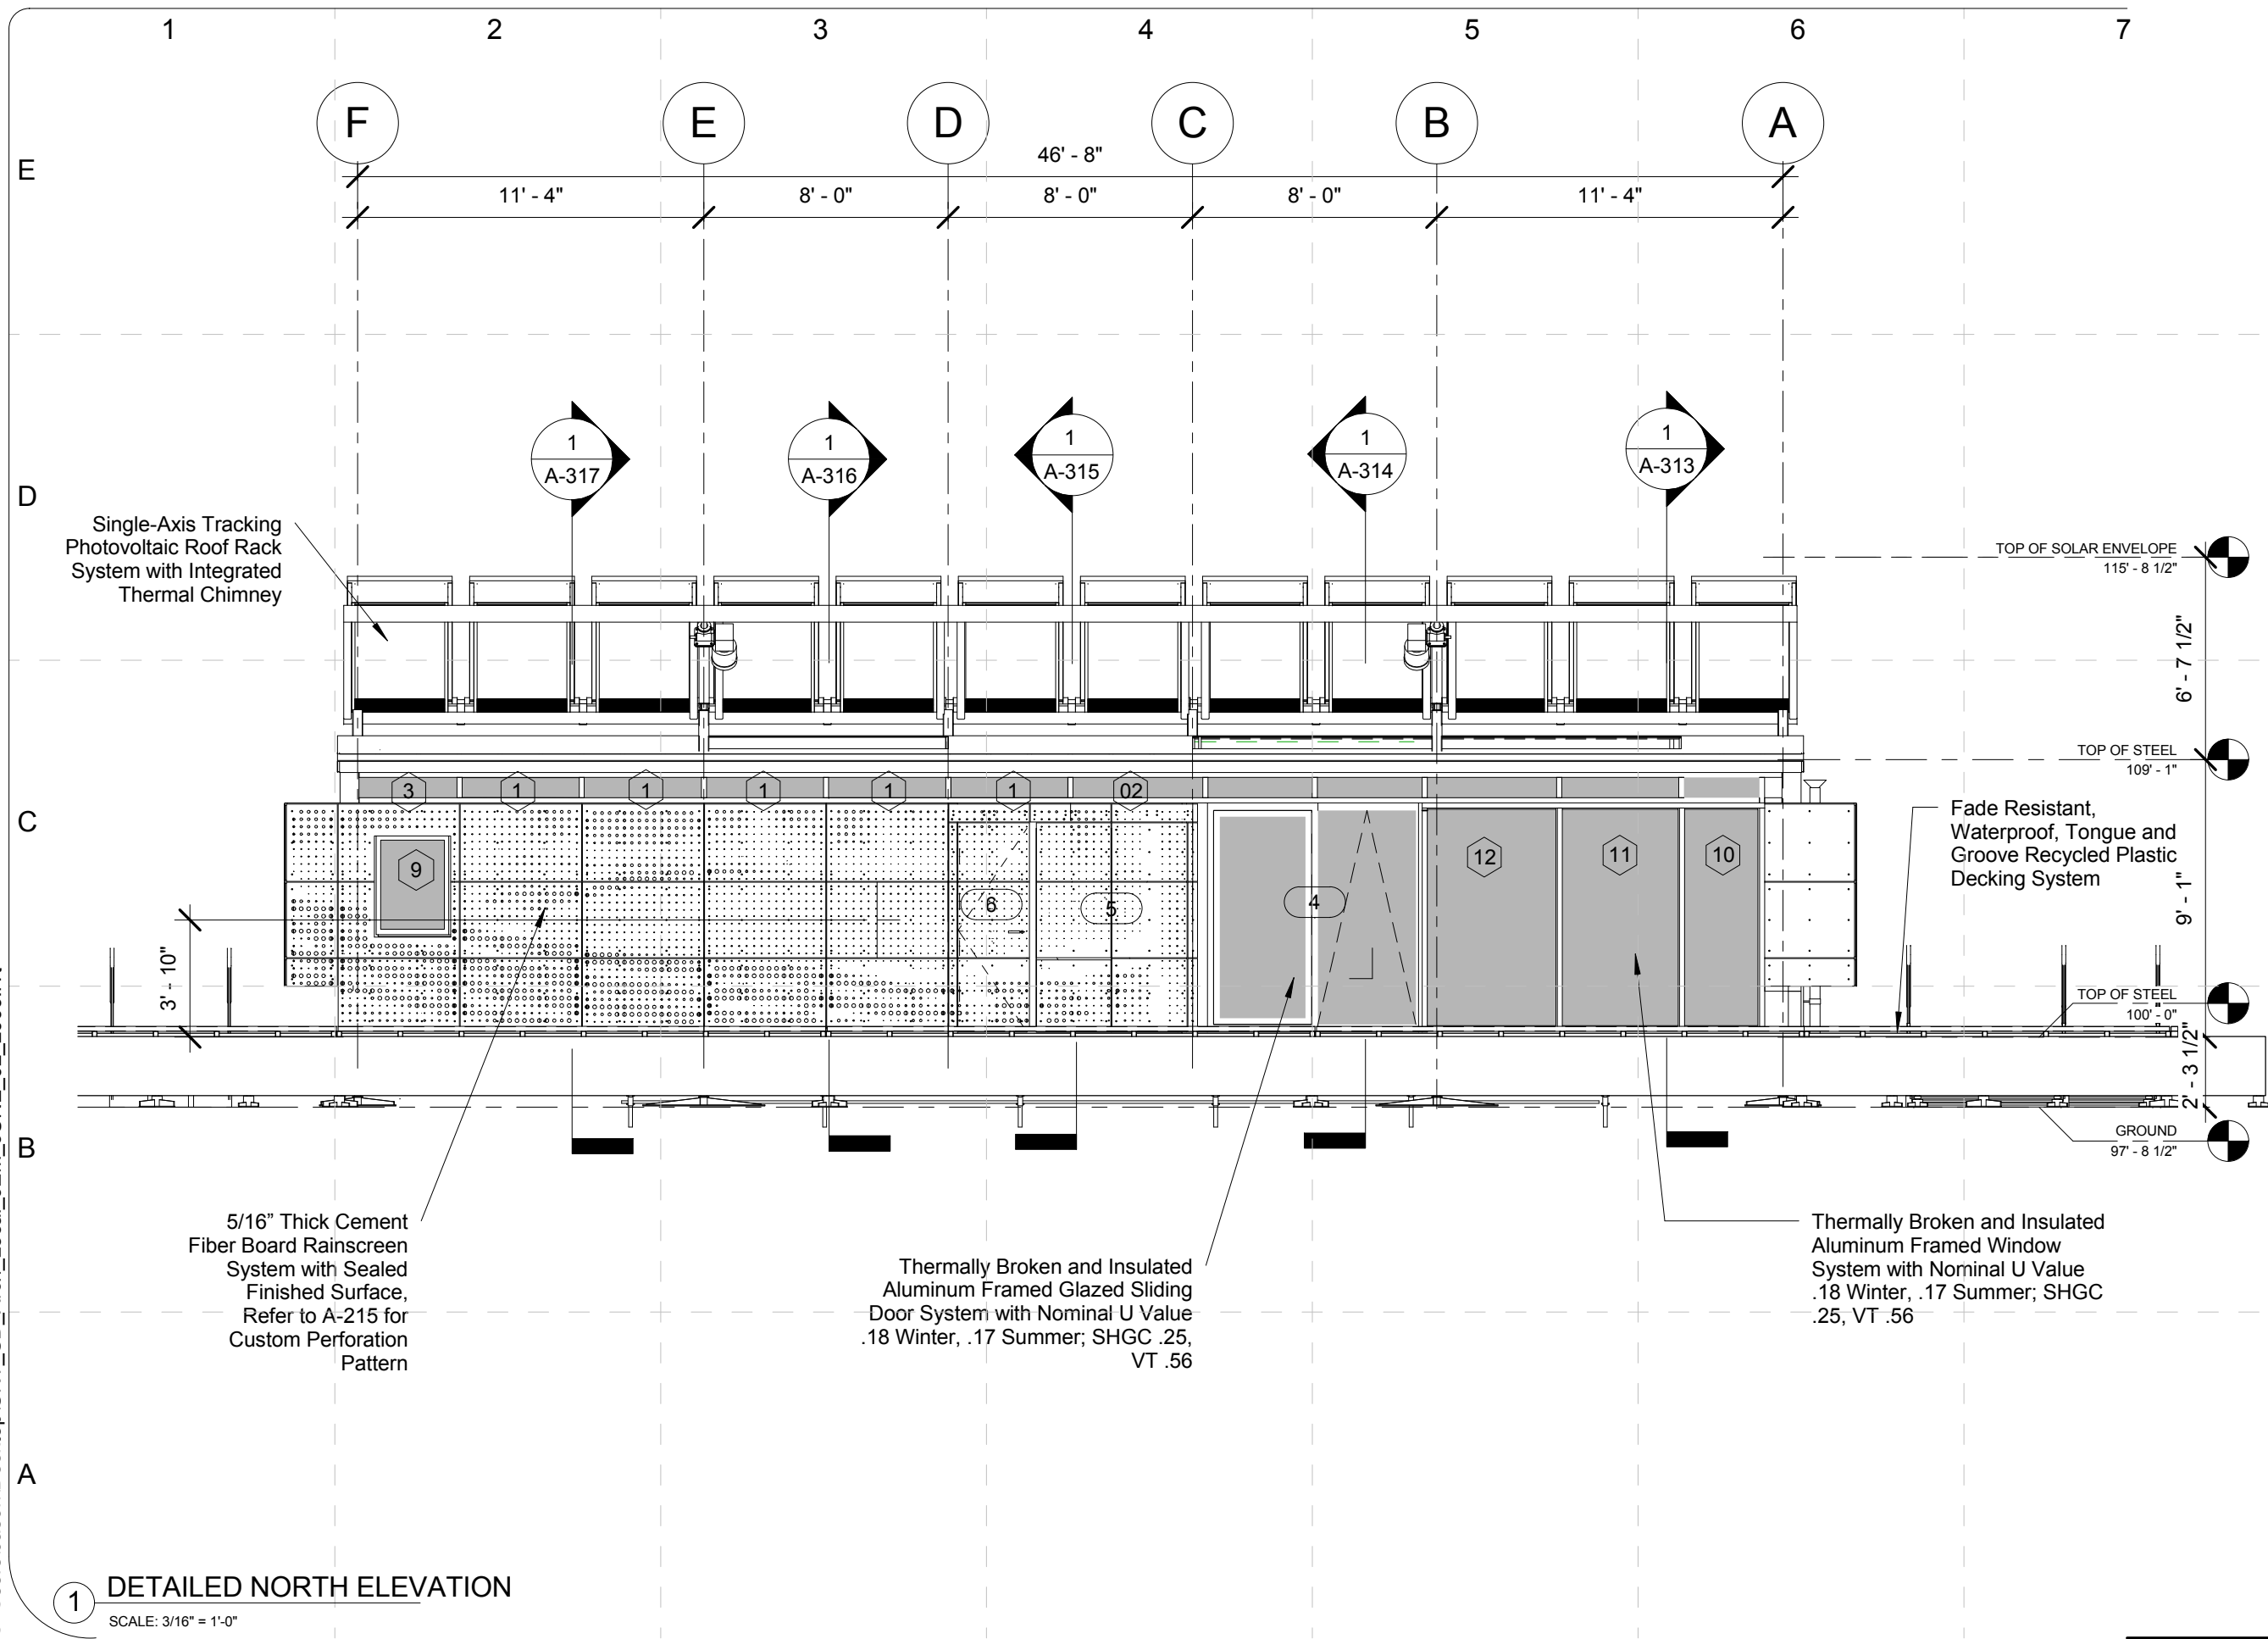 1 2 3 4 5 6 7
F E D C B A
E
46' - 8"
11' - 4" 8' - 0" 8' - 0" 8' - 0" 11' - 4"
1
A-317
1
A-316
1
A-315
1
A-314
1
A-313
D
Single-Axis Tracking
Photovoltaic Roof Rack
System with Integrated
Thermal Chimney
TOP OF SOLAR ENVELOPE
115' - 8 1/2"
6' - 7 1/2"
TOP OF STEEL
109' - 1"
3 1 1 1 1 1 02
C
Fade Resistant,
Waterproof, Tongue and
Groove Recycled Plastic
Decking System
9 6 5 4 12 11 10
9' - 1"
3' - 10"
TOP OF STEEL
100' - 0"
2' - 3 1/2"
GROUND
97' - 8 1/2"
B
5/16” Thick Cement
Fiber Board Rainscreen
System with Sealed
Finished Surface,
Refer to A-215 for
Custom Perforation
Pattern
Thermally Broken and Insulated
Aluminum Framed Glazed Sliding
Door System with Nominal U Value
.18 Winter, .17 Summer; SHGC .25,
VT .56
Thermally Broken and Insulated
Aluminum Framed Window
System with Nominal U Value
.18 Winter, .17 Summer; SHGC
.25, VT .56
A
1 DETAILED NORTH ELEVATION
SCALE: 3/16" = 1'-0"